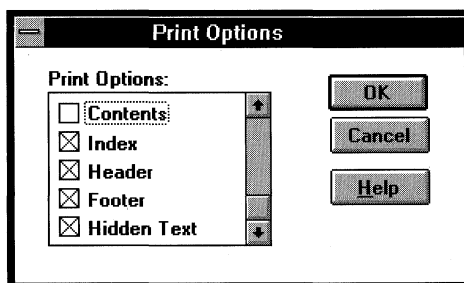 Print Options
Print Options:
Contents
Index
Header
Footer
Hidden Text
OK
Cancel
Help